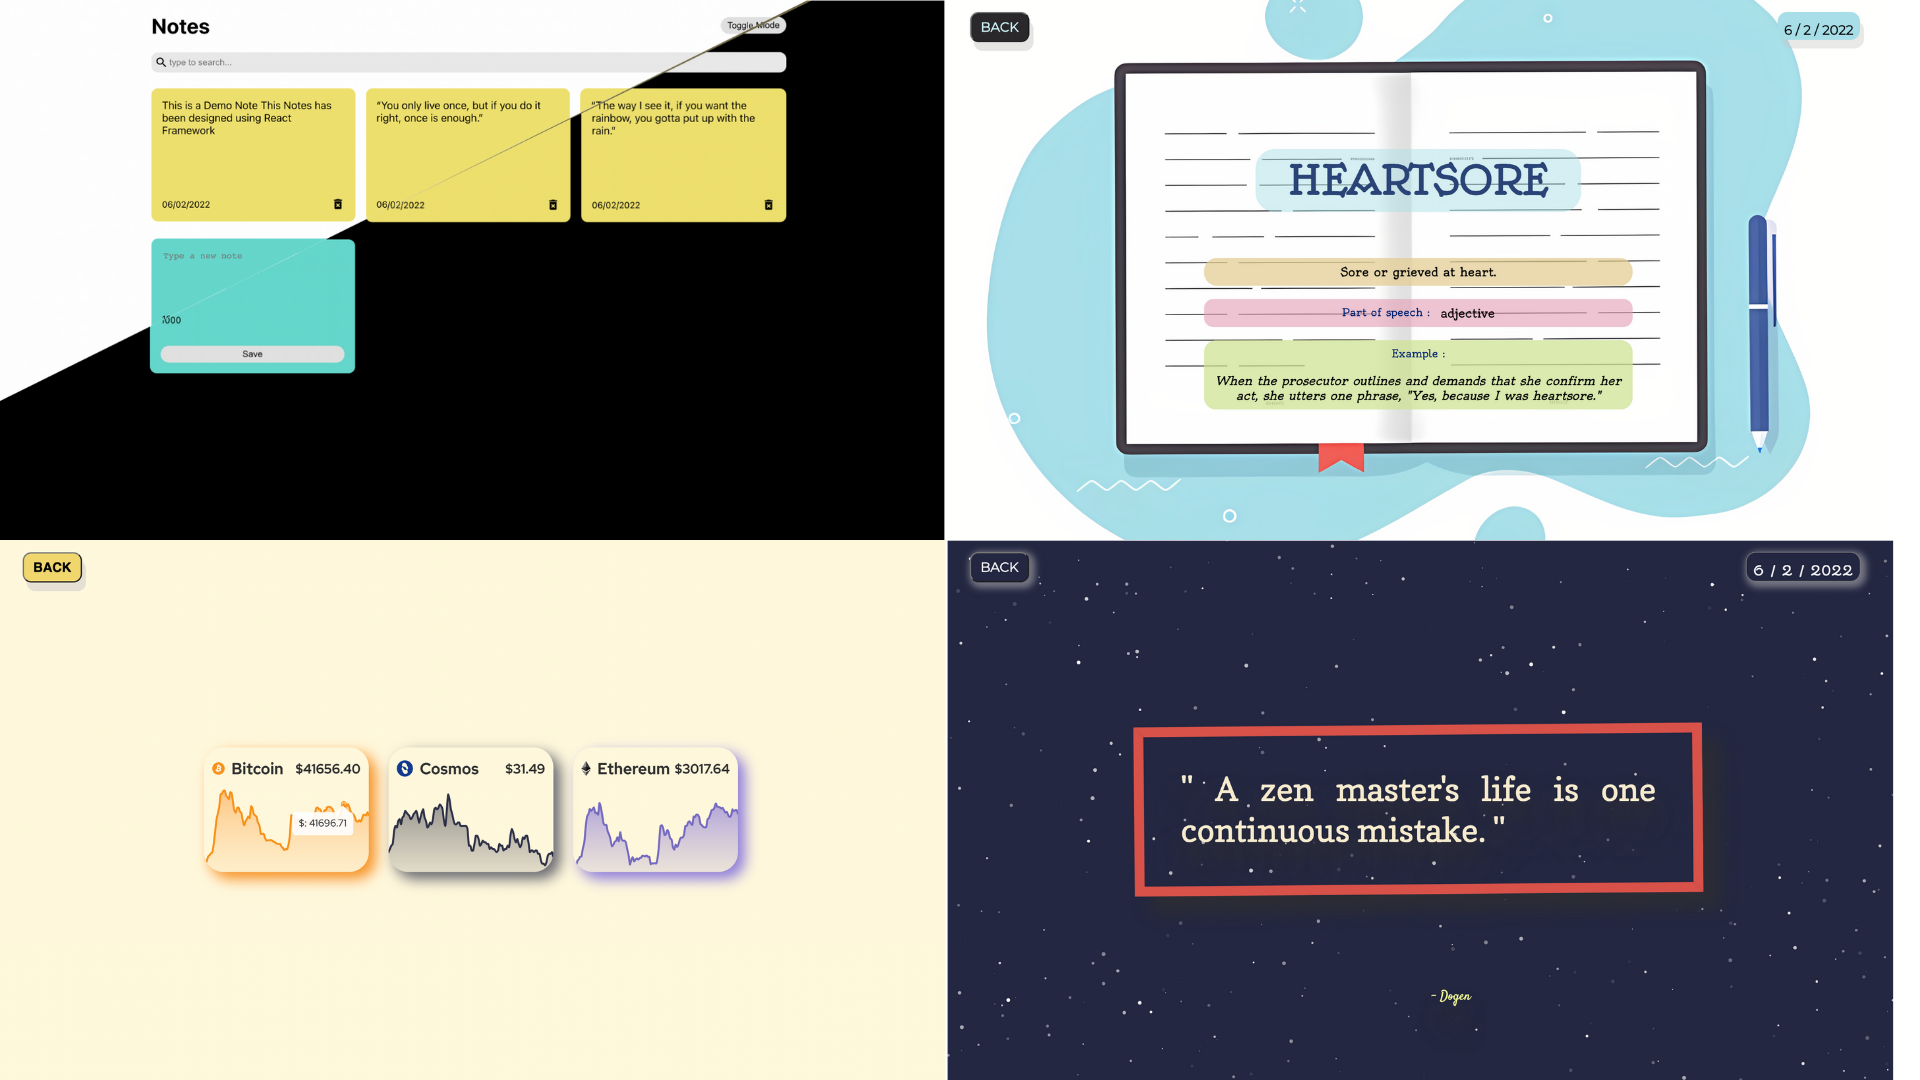 Notes
Toggle Mode
type to search...
This is a Demo Note This Notes has
been designed using React
Framework
06/02/2022
"You only live once, but if you do it
right, once is enough."
06/02/2022
"The way I see it, if you want the
rainbow, you gotta put up with the
rain."
06/02/2022
Type a new note
Save
BACK
6 / 2 / 2022
HEARTSORE
Sore or grieved at heart.
Part of speech : adjective
Example :
When the prosecutor outlines and demands that she confirm her
act, she utters one phrase, "Yes, because I was heartsore."
BACK
Bitcoin $41656.40
$: 41696.71
Cosmos $31.49
Ethereum $3017.64
BACK
6 / 2 / 2022
" A zen master's life is one
continuous mistake. "
- Dogen